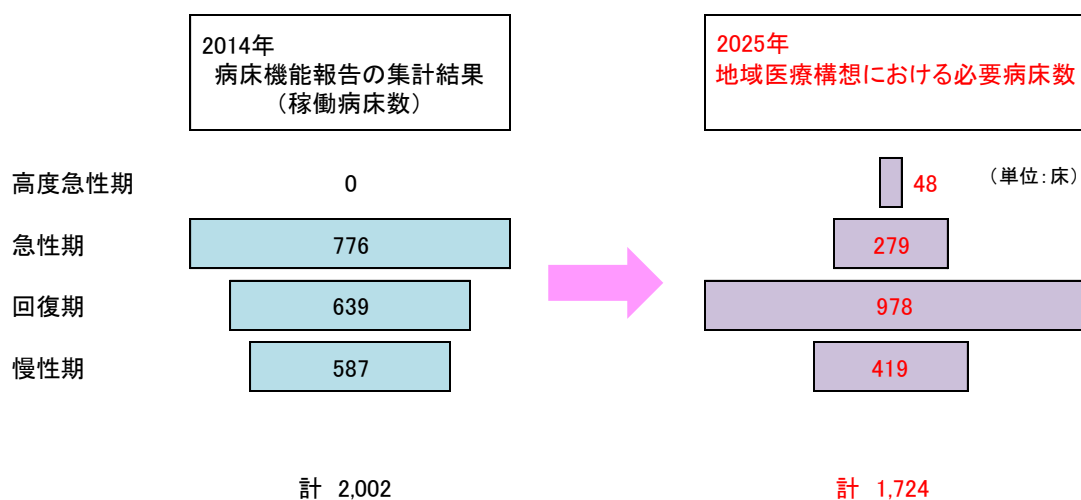 2014年
病床機能報告の集計結果
（稼働病床数）
2025年
地域医療構想における必要病床数
（単位：床）
高度急性期 0 48
急性期 776 279
回復期 639 978
慢性期 587 419
計 2,002 計 1,724